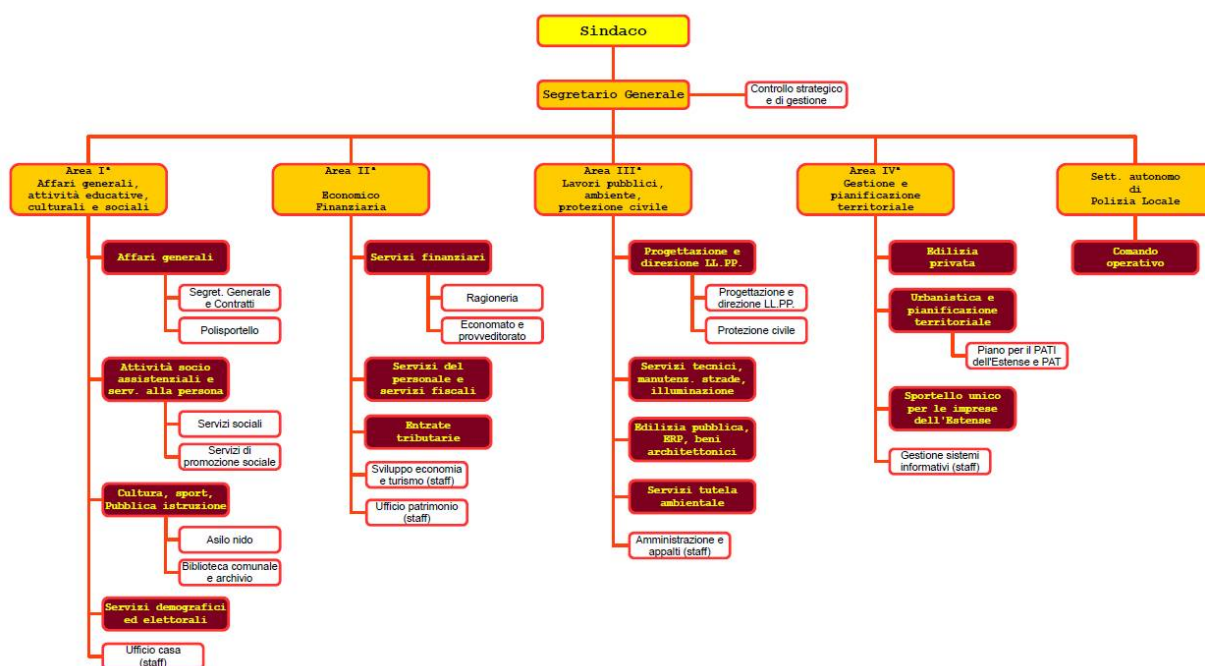 Sindaco
Segretario Generale
Controllo strategico
e di gestione
Area Iª
Affari generali,
attività educative,
culturali e sociali
Affari generali
Segret. Generale
e Contratti
Polisportello
Attività socio
assistenziali e
serv. alla persona
Servizi sociali
Servizi di
promozione sociale
Cultura, sport,
Pubblica istruzione
Asilo nido
Biblioteca comunale
e archivio
Servizi demografici
ed elettorali
Ufficio casa
(staff)
Area IIª
Economico
Finanziaria
Servizi finanziari
Ragioneria
Economato e
provveditorato
Servizi del
personale e
servizi fiscali
Entrate
tributarie
Sviluppo economia
e turismo (staff)
Ufficio patrimonio
(staff)
Area IIIª
Lavori pubblici,
ambiente,
protezione civile
Progettazione e
direzione LL.PP.
Progettazione e
direzione LL.PP.
Protezione civile
Servizi tecnici,
manutenz. strade,
illuminazione
Edilizia pubblica,
ERP, beni
architettonici
Servizi tutela
ambientale
Amministrazione e
appalti (staff)
Area IVª
Gestione e
pianificazione
territoriale
Edilizia
privata
Urbanistica e
pianificazione
territoriale
Piano per il PATI
dell'Estense e PAT
Sportello unico
per le imprese
dell'Estense
Gestione sistemi
informativi (staff)
Sett. autonomo
di
Polizia Locale
Comando
operativo